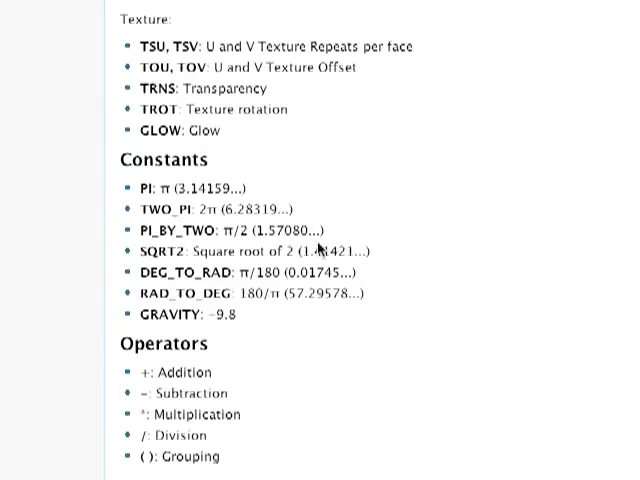 Texture:
TSU, TSV: U and V Texture Repeats per face
TOU, TOV: U and V Texture Offset
TRNS: Transparency
TROT: Texture rotation
GLOW: Glow
Constants
PI: π (3.14159...)
TWO_PI: 2π (6.28319...)
PI_BY_TWO: π/2 (1.57080...)
SQRT2: Square root of 2
DEG_TO_RAD: π/180 (0.01745...)
RAD_TO_DEG: 180/π (57.29578...)
GRAVITY: -9.8
Operators
+: Addition
-: Subtraction
*: Multiplication
/: Division
( ): Grouping